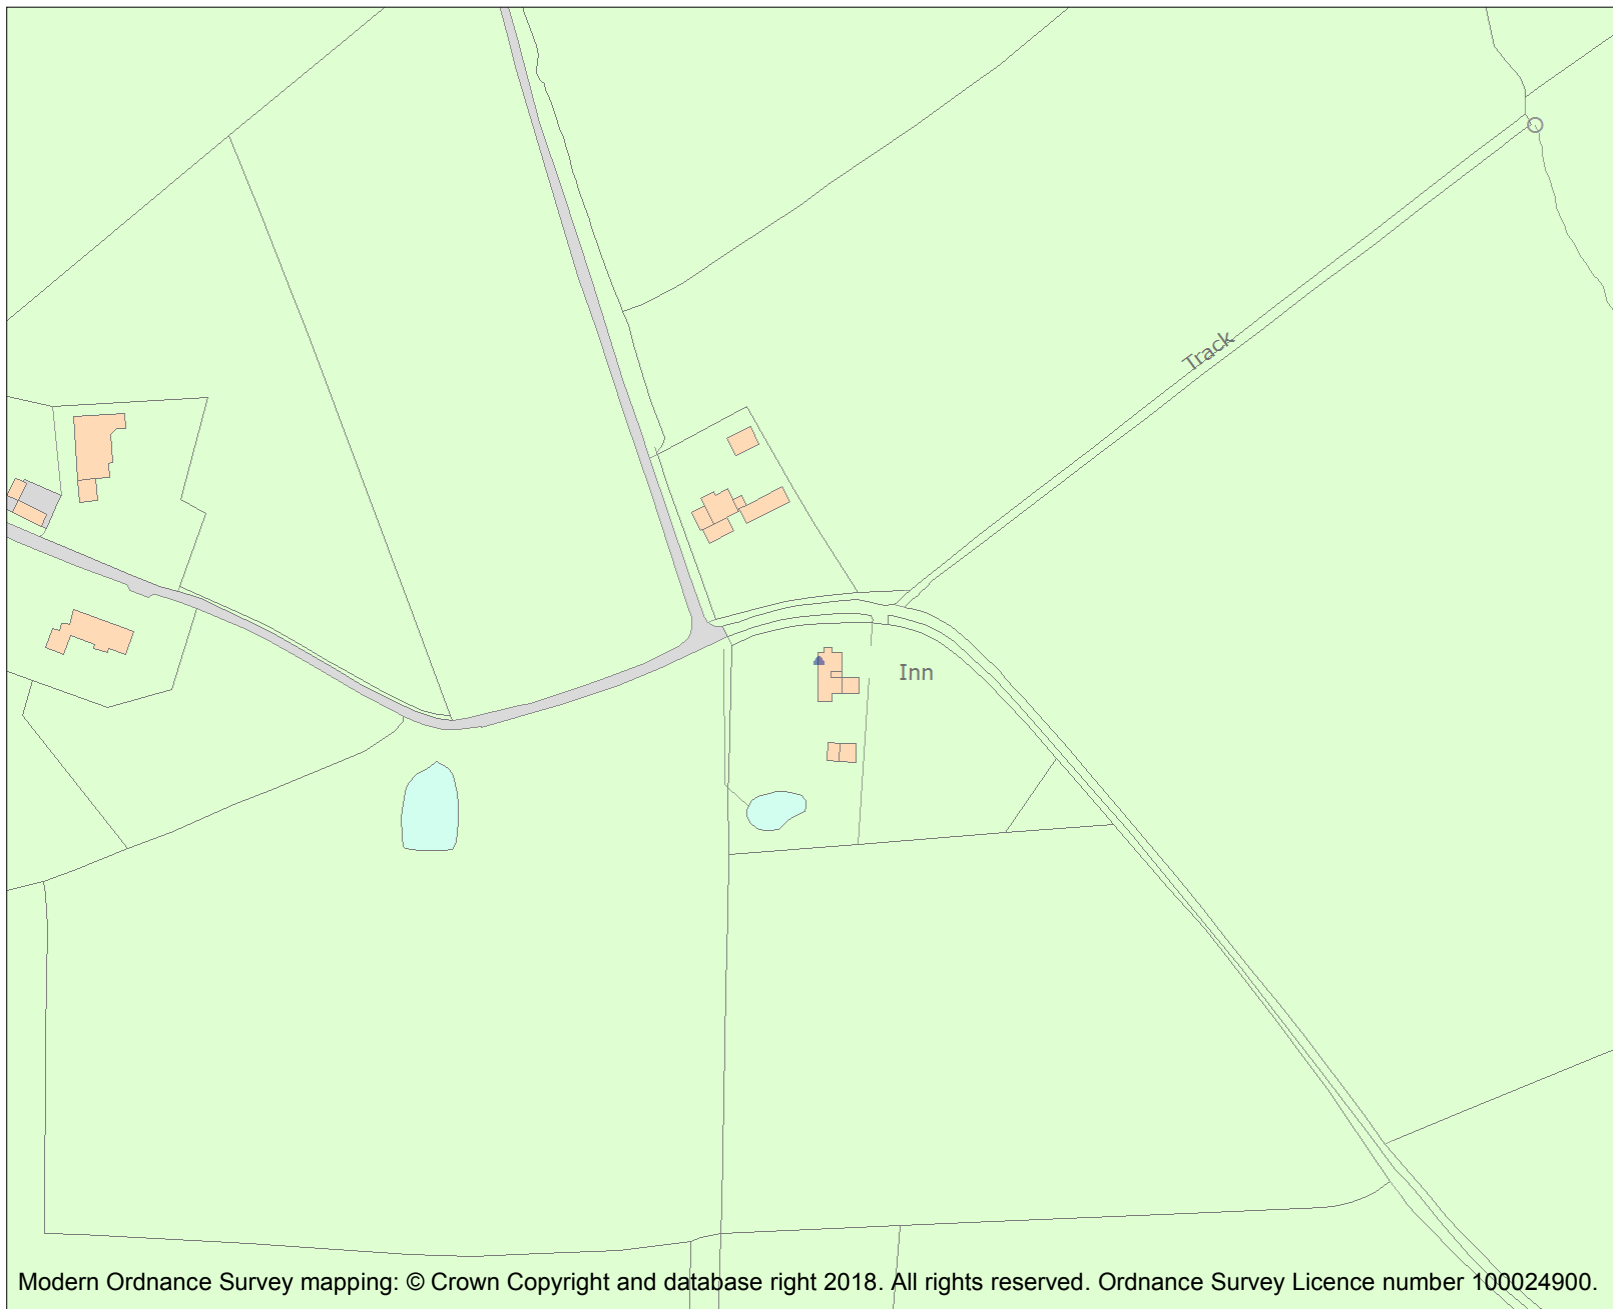 Track
Inn
Modern Ordnance Survey mapping: © Crown Copyright and database right 2018. All rights reserved. Ordnance Survey Licence number 100024900.